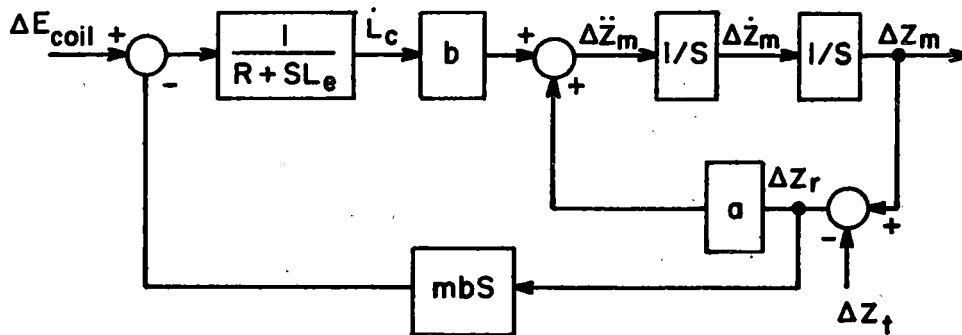 ΔE_coil
+
-
1
R + SL_e
i̇_c
b
+
+
ΔZ̈_m
1/S
ΔŻ_m
1/S
ΔZ_m
a
ΔZ_r
-
+
ΔZ_t
mbS